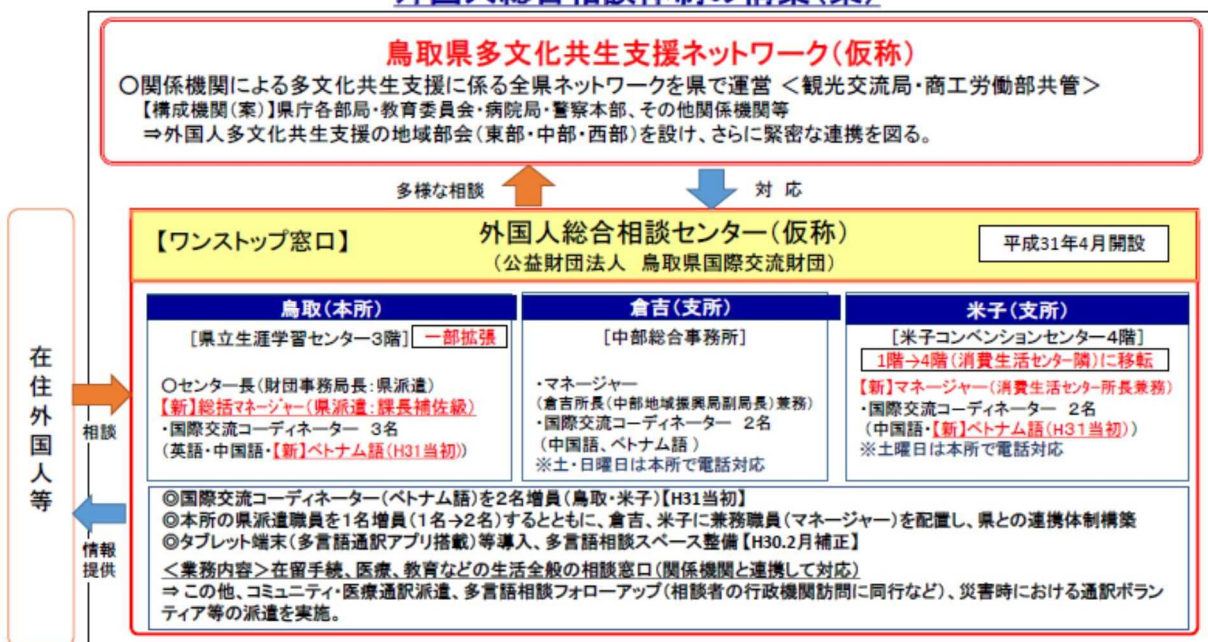 外国人総合相談体制の構築(案)
鳥取県多文化共生支援ネットワーク(仮称)
○関係機関による多文化共生支援に係る全県ネットワークを県で運営 <観光交流局・商工労働部共管>
【構成機関(案)】県庁各部局・教育委員会・病院局・警察本部、その他関係機関等
⇒外国人多文化共生支援の地域部会(東部・中部・西部)を設け、さらに緊密な連携を図る。
多様な相談
対 応
在住外国人等
相談
情報
提供
【ワンストップ窓口】
外国人総合相談センター(仮称)
(公益財団法人 鳥取県国際交流財団)
平成31年4月開設
鳥取(本所)
[県立生涯学習センター3階]
一部拡張
○センター長(財団事務局長:県派遣)
【新】総括マネージャー(県派遣:課長補佐級)
・国際交流コーディネーター 3名
(英語・中国語・【新】ベトナム語(H31当初))
倉吉(支所)
[中部総合事務所]
・マネージャー
(倉吉所長(中部地域振興局副局長)兼務)
・国際交流コーディネーター 2名
(中国語、ベトナム語)
※土・日曜日は本所で電話対応
米子(支所)
[米子コンベンションセンター4階]
1階→4階(消費生活センター隣)に移転
【新】マネージャー(消費生活センター所長兼務)
・国際交流コーディネーター 2名
(中国語・【新】ベトナム語(H31当初))
※土曜日は本所で電話対応
◎国際交流コーディネーター(ベトナム語)を2名増員(鳥取・米子)【H31当初】
◎本所の県派遣職員を1名増員(1名→2名)するとともに、倉吉、米子に兼務職員(マネージャー)を配置し、県との連携体制構築
◎タブレット端末(多言語通訳アプリ搭載)等導入、多言語相談スペース整備【H30.2月補正】
<業務内容>在留手続、医療、教育などの生活全般の相談窓口(関係機関と連携して対応)
⇒ この他、コミュニティ・医療通訳派遣、多言語相談フォローアップ(相談者の行政機関訪問に同行など)、災害時における通訳ボラン
ティア等の派遣を実施。